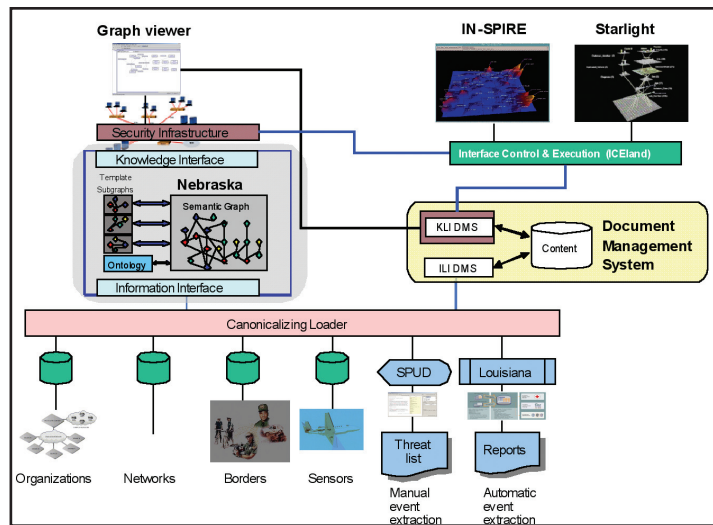 Graph viewer
IN-SPIRE
Starlight
Security Infrastructure
Knowledge Interface
Interface Control & Execution (ICEland)
Template
Subgraphs
Nebraska
Semantic Graph
Ontology
Information Interface
KLI DMS
ILI DMS
Content
Document
Management
System
Canonicalizing Loader
SPUD
Louisiana
Threat
list
Reports
Organizations
Networks
Borders
Sensors
Manual
event
extraction
Automatic
event
extraction